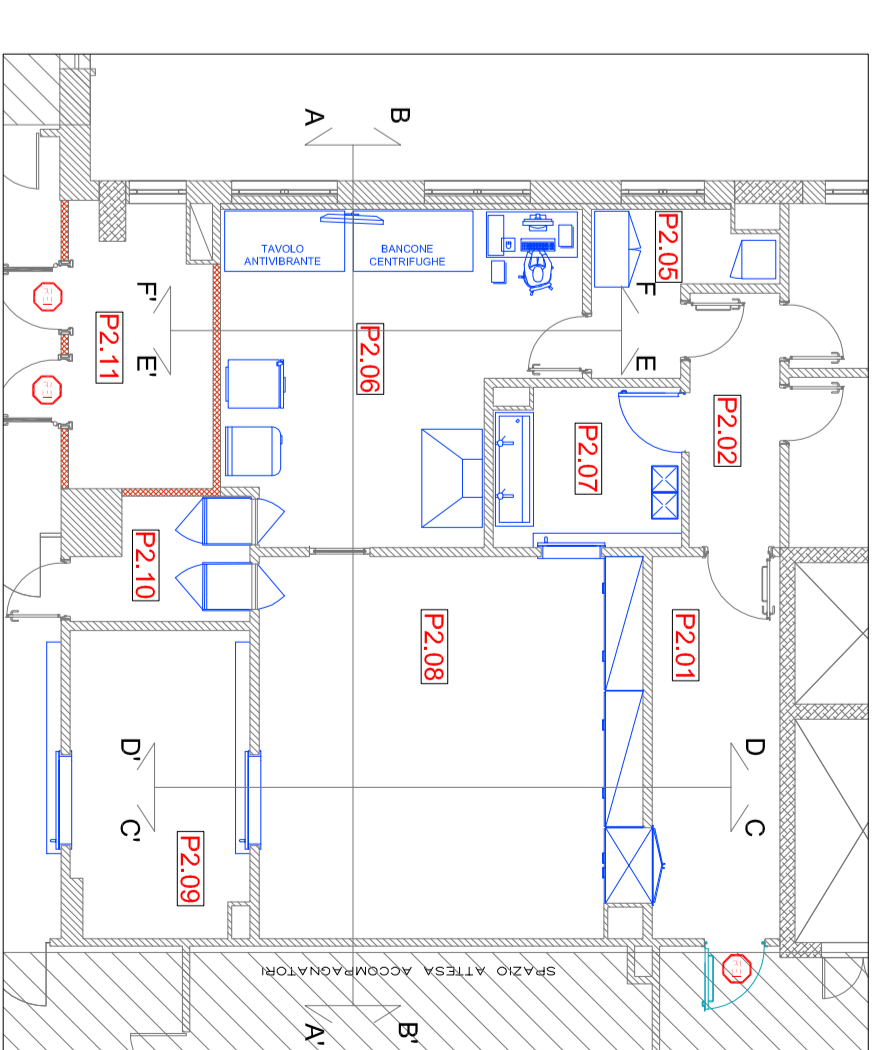 A
B
TAVOLO
ANTIVIBRANTE
BANCONE
CENTRIFUGHE
P2.05
F'
E'
F
E
P2.11
P2.06
P2.02
P2.07
P2.10
P2.08
P2.01
D'
C'
D
C
P2.09
SPAZIO ATTESA ACCOMPAGNATORI
A'
B'